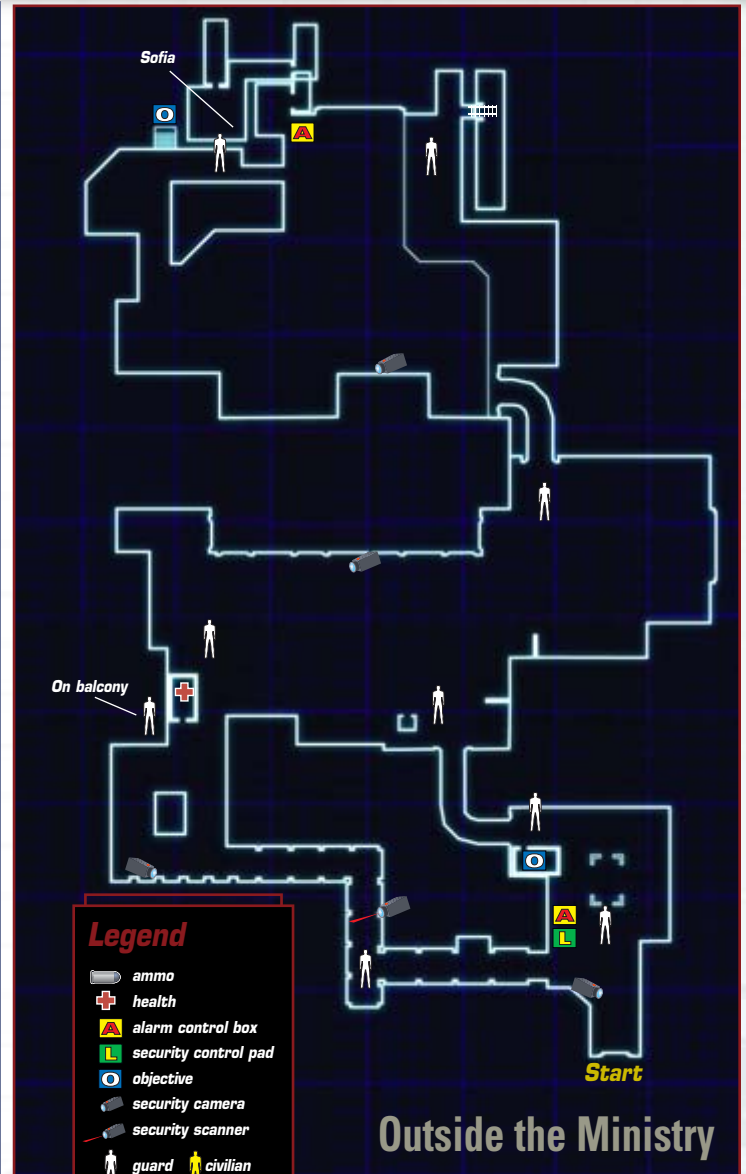 Sofia
O
A
On balcony
O
A
L
Start
Legend
ammo
health
A alarm control box
L security control pad
O objective
security camera
security scanner
guard civilian
Outside the Ministry